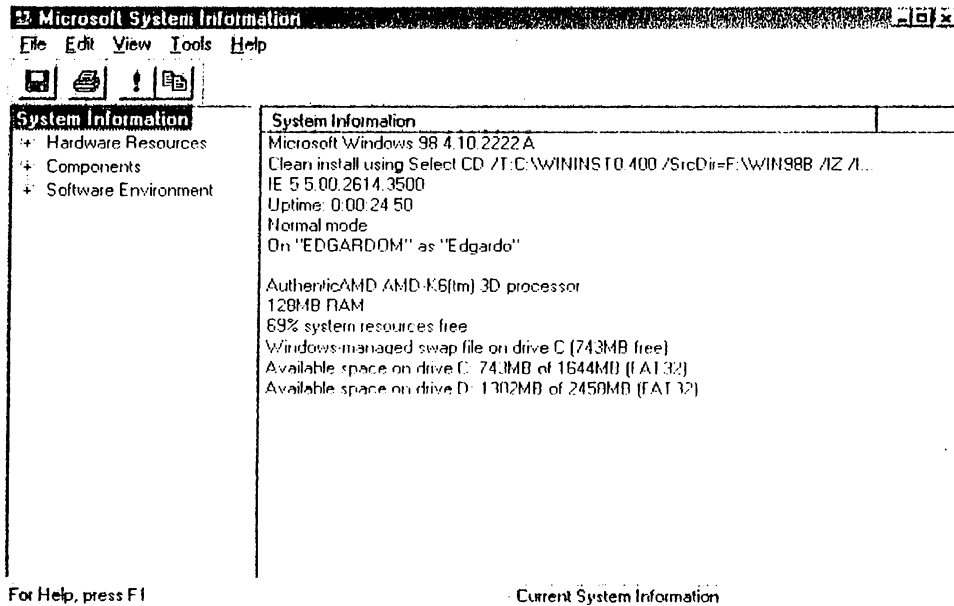 Microsoft System Information
File Edit View Tools Help
System Information
Hardware Resources
Components
Software Environment
System Information
Microsoft Windows 98 4.10.2222 A
Clean install using Select CD /T:C:\WININST0.400 /SrcDir=F:\WIN98B /IZ /I...
IE 5 5.00.2614.3500
Uptime: 0:00:24:50
Normal mode
On "EDGARDOM" as "Edgardo"
AuthenticAMD AMD-K6(tm) 3D processor
128MB RAM
69% system resources free
Windows-managed swap file on drive C (743MB free)
Available space on drive C: 743MB of 1644MB (FAT32)
Available space on drive D: 1302MB of 2458MB (FAT32)
For Help, press F1
Current System Information